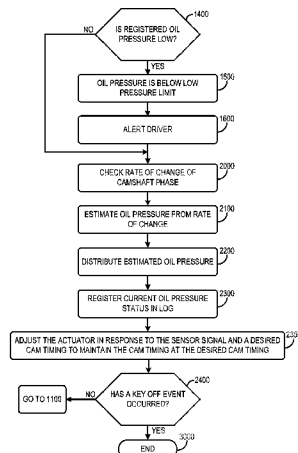 1400
IS REGISTERED OIL
PRESSURE LOW?
NO
YES
1500
OIL PRESSURE IS BELOW LOW
PRESSURE LIMIT
1600
ALERT DRIVER
2000
CHECK RATE OF CHANGE OF
CAMSHAFT PHASE
2100
ESTIMATE OIL PRESSURE FROM RATE
OF CHANGE
2200
DISTRIBUTE ESTIMATED OIL PRESSURE
2300
REGISTER CURRENT OIL PRESSURE
STATUS IN LOG
ADJUST THE ACTUATOR IN RESPONSE TO THE SENSOR SIGNAL AND A DESIRED
CAM TIMING TO MAINTAIN THE CAM TIMING AT THE DESIRED CAM TIMING
2400
HAS A KEY OFF EVENT
OCCURRED?
NO
GO TO 1100
YES
3000
END